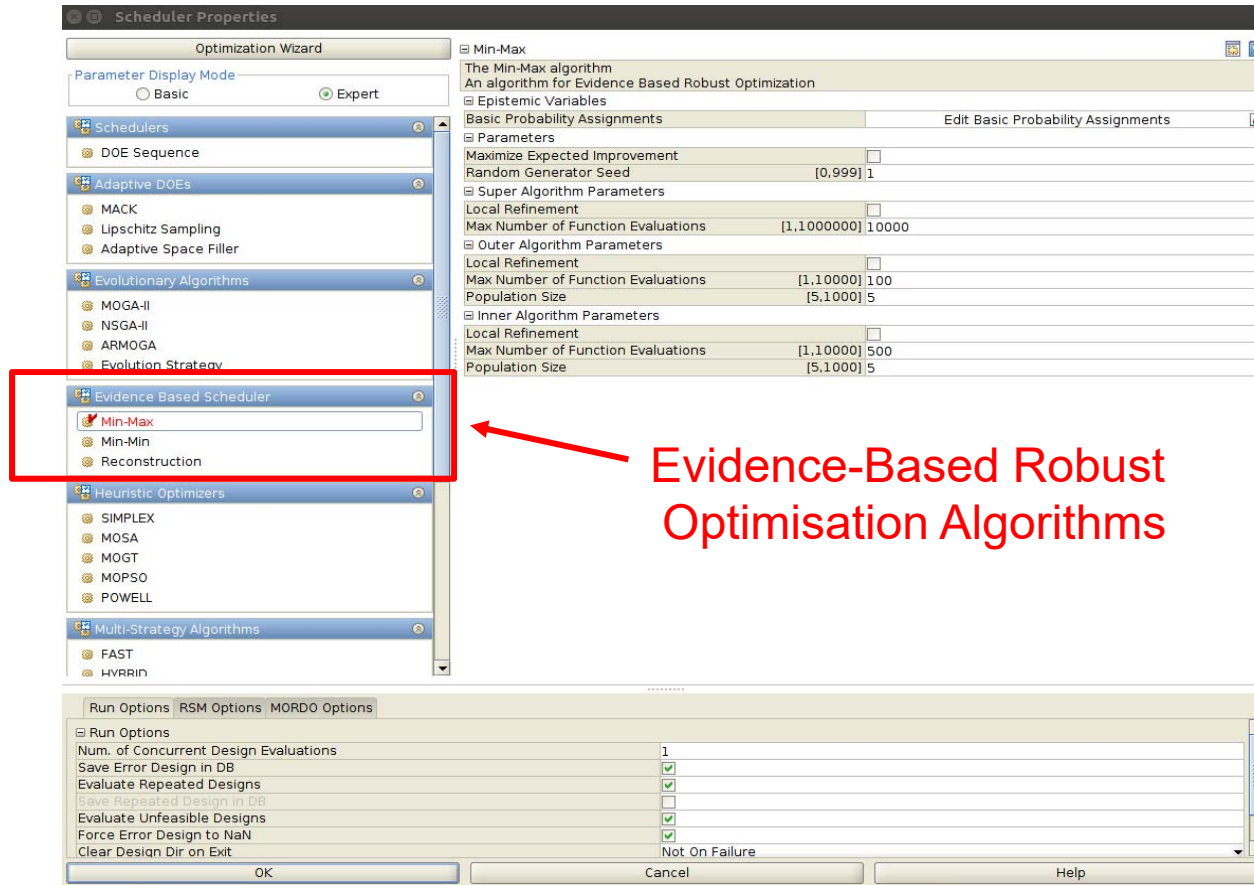 Scheduler Properties
Optimization Wizard
Parameter Display Mode
Basic Expert
Schedulers
DOE Sequence
Adaptive DOEs
MACK
Lipschitz Sampling
Adaptive Space Filler
Evolutionary Algorithms
MOGA-II
NSGA-II
ARMOGA
Evolution Strategy
Evidence Based Scheduler
Min-Max
Min-Min
Reconstruction
Heuristic Optimizers
SIMPLEX
MOSA
MOGT
MOPSO
POWELL
Multi-Strategy Algorithms
FAST
HYBRID
Min-Max
The Min-Max algorithm
An algorithm for Evidence Based Robust Optimization
Epistemic Variables
Basic Probability Assignments Edit Basic Probability Assignments
Parameters
Maximize Expected Improvement
Random Generator Seed [0,999] 1
Super Algorithm Parameters
Local Refinement
Max Number of Function Evaluations [1,1000000] 10000
Outer Algorithm Parameters
Local Refinement
Max Number of Function Evaluations [1,10000] 100
Population Size [5,1000] 5
Inner Algorithm Parameters
Local Refinement
Max Number of Function Evaluations [1,10000] 500
Population Size [5,1000] 5
Evidence-Based Robust
Optimisation Algorithms
Run Options RSM Options MORDO Options
Run Options
Num. of Concurrent Design Evaluations 1
Save Error Design in DB
Evaluate Repeated Designs
Save Repeated Design in DB
Evaluate Unfeasible Designs
Force Error Design to NaN
Clear Design Dir on Exit Not On Failure
OK Cancel Help